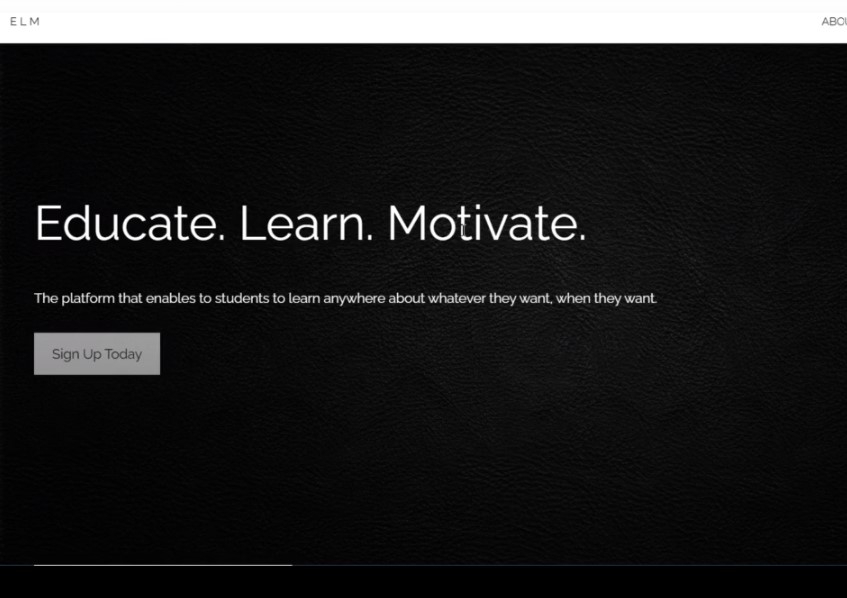 ELM
Educate. Learn. Motivate.
The platform that enables to students to learn anywhere about whatever they want, when they want.
Sign Up Today